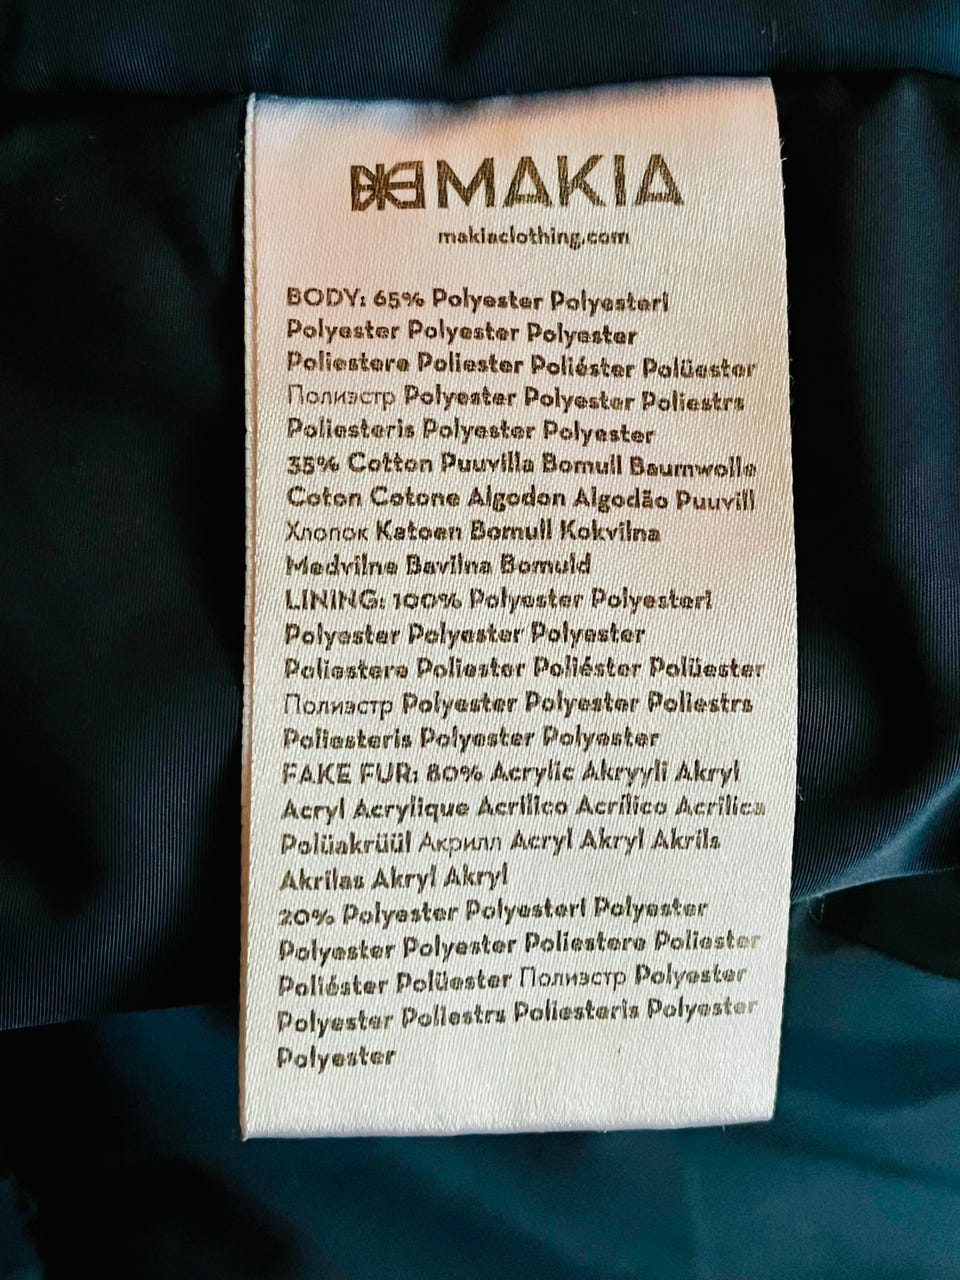 MAKIA
makiaclothing.com
BODY: 65% Polyester Polyesteri
Polyester Polyester Polyester
Poliestere Poliester Poliéster Polüester
Полиэстр Polyester Polyester Poliestrs
Poliesteris Polyester Polyester
35% Cotton Puuvilla Bomull Baumwolle
Coton Cotone Algodon Algodão Puuvill
Хлопок Katoen Bomull Kokvilna
Medvilne Bavilna Bomuld
LINING: 100% Polyester Polyesteri
Polyester Polyester Polyester
Poliestere Poliester Poliéster Polüester
Полиэстр Polyester Polyester Poliestrs
Poliesteris Polyester Polyester
FAKE FUR: 80% Acrylic Akryyli Akryl
Acryl Acrylique Acrilico Acrílico Acrílica
Polüakrüül Акрилл Acryl Akryl Akrils
Akrilas Akryl Akryl
20% Polyester Polyesteri Polyester
Polyester Polyester Poliestere Poliester
Poliéster Polüester Полиэстр Polyester
Polyester Poliestrs Poliesteris Polyester
Polyester